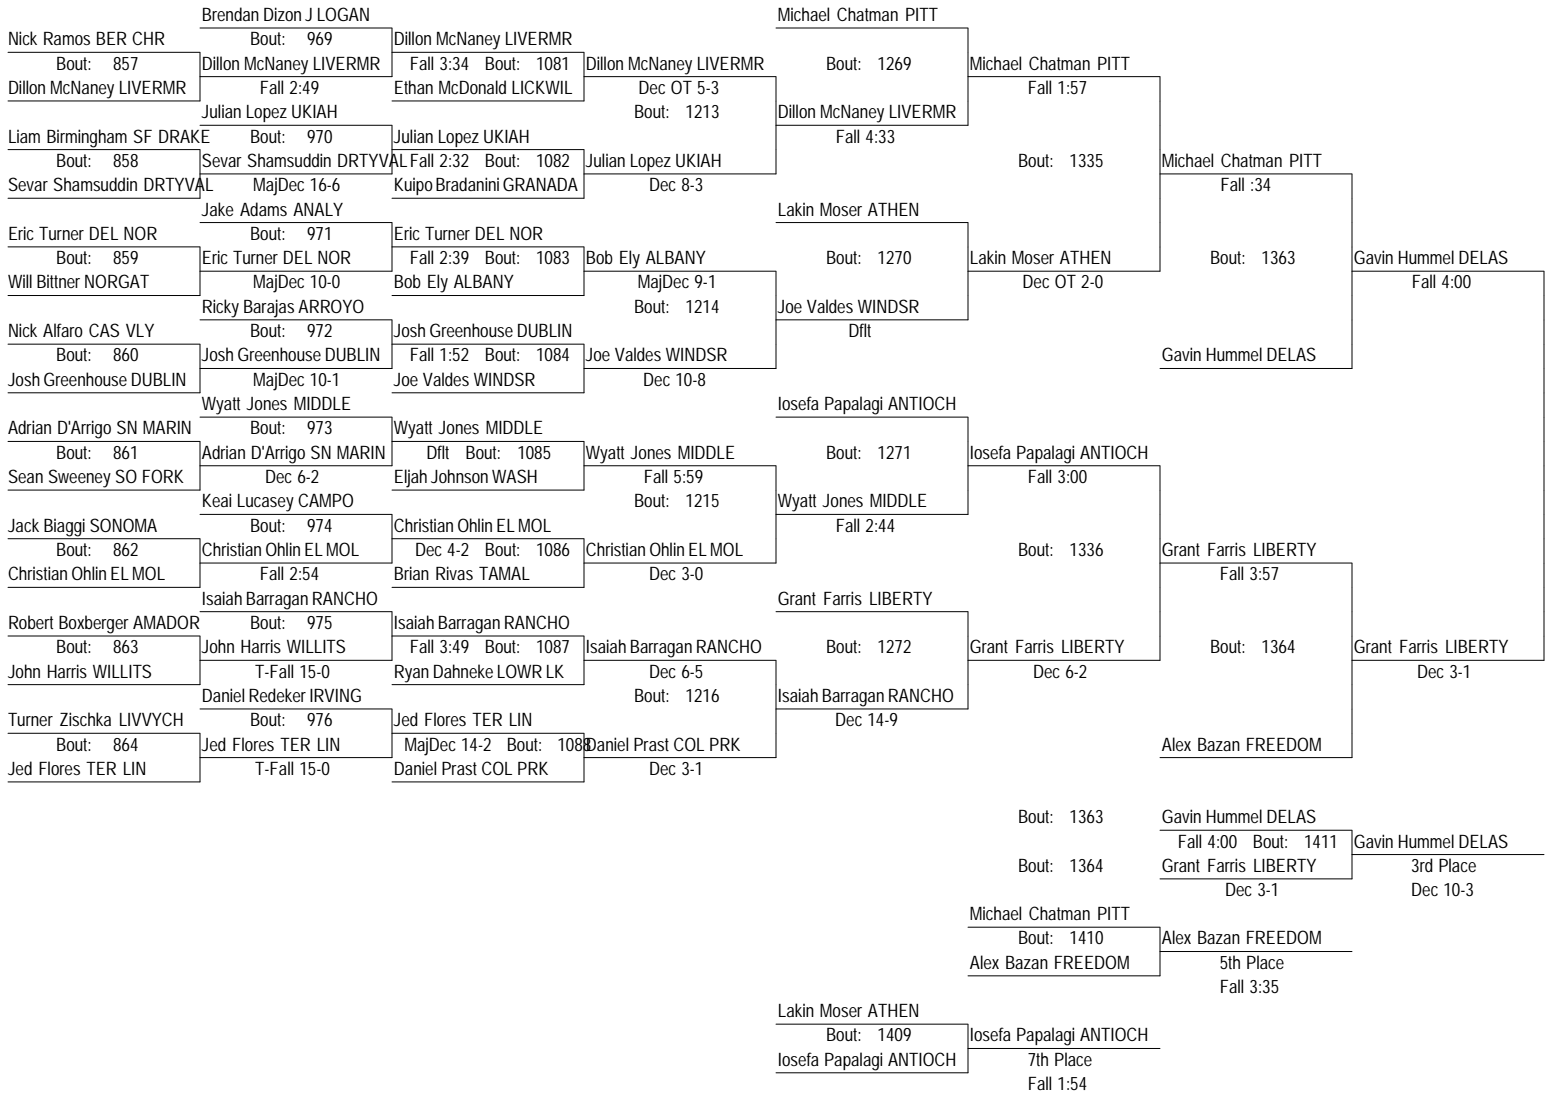 Brendan Dizon J LOGAN Michael Chatman PITT
Nick Ramos BER CHR Bout: 969 Dillon McNaney LIVERMR
Bout: 857 Dillon McNaney LIVERMR Fall 3:34 Bout: 1081 Dillon McNaney LIVERMR Bout: 1269 Michael Chatman PITT
Dillon McNaney LIVERMR Fall 2:49 Ethan McDonald LICKWIL Dec OT 5-3 Fall 1:57
Julian Lopez UKIAH Bout: 1213 Dillon McNaney LIVERMR
Liam Birmingham SF DRAKE Bout: 970 Julian Lopez UKIAH Fall 4:33
Bout: 858 Sevar Shamsuddin DRTYVAL Fall 2:32 Bout: 1082 Julian Lopez UKIAH Bout: 1335 Michael Chatman PITT
Sevar Shamsuddin DRTYVAL MajDec 16-6 Kuipo Bradanini GRANADA Dec 8-3 Fall :34
Jake Adams ANALY Lakin Moser ATHEN
Eric Turner DEL NOR Bout: 971 Eric Turner DEL NOR
Bout: 859 Eric Turner DEL NOR Fall 2:39 Bout: 1083 Bob Ely ALBANY Bout: 1270 Lakin Moser ATHEN Bout: 1363 Gavin Hummel DELAS
Will Bittner NORGAT MajDec 10-0 Bob Ely ALBANY MajDec 9-1 Dec OT 2-0 Fall 4:00
Ricky Barajas ARROYO Bout: 1214 Joe Valdes WINDSR
Nick Alfaro CAS VLY Bout: 972 Josh Greenhouse DUBLIN Dflt
Bout: 860 Josh Greenhouse DUBLIN Fall 1:52 Bout: 1084 Joe Valdes WINDSR Gavin Hummel DELAS
Josh Greenhouse DUBLIN MajDec 10-1 Joe Valdes WINDSR Dec 10-8
Wyatt Jones MIDDLE Iosefa Papalagi ANTIOCH
Adrian D'Arrigo SN MARIN Bout: 973 Wyatt Jones MIDDLE
Bout: 861 Adrian D'Arrigo SN MARIN Dflt Bout: 1085 Wyatt Jones MIDDLE Bout: 1271 Iosefa Papalagi ANTIOCH
Sean Sweeney SO FORK Dec 6-2 Eljah Johnson WASH Fall 5:59 Fall 3:00
Keai Lucasey CAMPO Bout: 1215 Wyatt Jones MIDDLE
Jack Biaggi SONOMA Bout: 974 Christian Ohlin EL MOL Fall 2:44
Bout: 862 Christian Ohlin EL MOL Dec 4-2 Bout: 1086 Christian Ohlin EL MOL Bout: 1336 Grant Farris LIBERTY
Christian Ohlin EL MOL Fall 2:54 Brian Rivas TAMAL Dec 3-0 Fall 3:57
Isaiah Barragan RANCHO Grant Farris LIBERTY
Robert Boxberger AMADOR Bout: 975 Isaiah Barragan RANCHO
Bout: 863 John Harris WILLITS Fall 3:49 Bout: 1087 Isaiah Barragan RANCHO Bout: 1272 Grant Farris LIBERTY Bout: 1364 Grant Farris LIBERTY
John Harris WILLITS T-Fall 15-0 Ryan Dahneke LOWR LK Dec 6-5 Dec 6-2 Dec 3-1
Daniel Redeker IRVING Bout: 1216 Isaiah Barragan RANCHO
Turner Zischka LIVVYCH Bout: 976 Jed Flores TER LIN Dec 14-9
Bout: 864 Jed Flores TER LIN MajDec 14-2 Bout: 1088 Daniel Prast COL PRK Alex Bazan FREEDOM
Jed Flores TER LIN T-Fall 15-0 Daniel Prast COL PRK Dec 3-1
Bout: 1363 Gavin Hummel DELAS
Fall 4:00 Bout: 1411 Gavin Hummel DELAS
Bout: 1364 Grant Farris LIBERTY 3rd Place
Dec 3-1 Dec 10-3
Michael Chatman PITT
Bout: 1410 Alex Bazan FREEDOM
Alex Bazan FREEDOM 5th Place
Fall 3:35
Lakin Moser ATHEN
Bout: 1409 Iosefa Papalagi ANTIOCH
Iosefa Papalagi ANTIOCH 7th Place
Fall 1:54